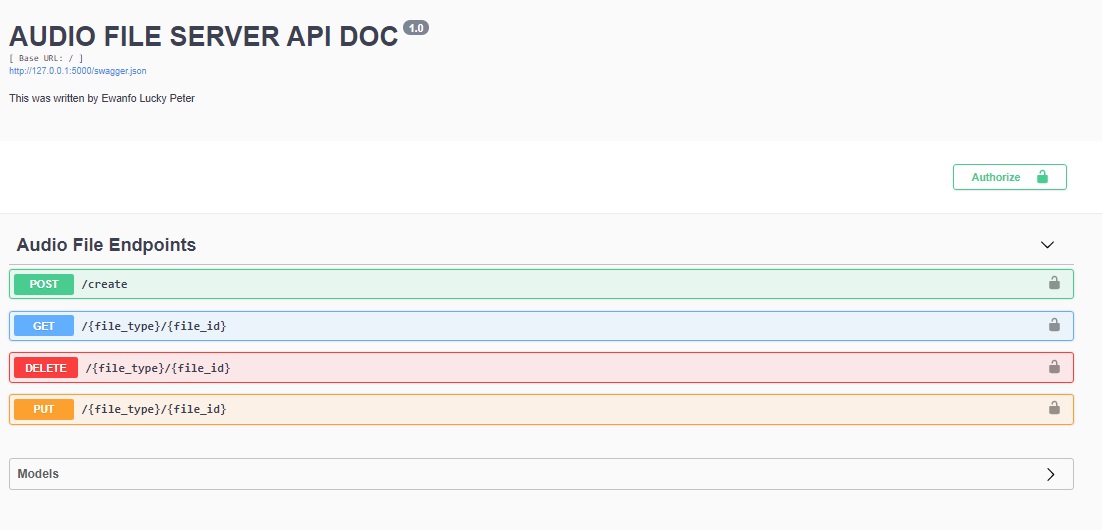 AUDIO FILE SERVER API DOC 1.0
[ Base URL: / ]
http://127.0.0.1:5000/swagger.json
This was written by Ewanfo Lucky Peter
Authorize
Audio File Endpoints
POST /create
GET /{file_type}/{file_id}
DELETE /{file_type}/{file_id}
PUT /{file_type}/{file_id}
Models